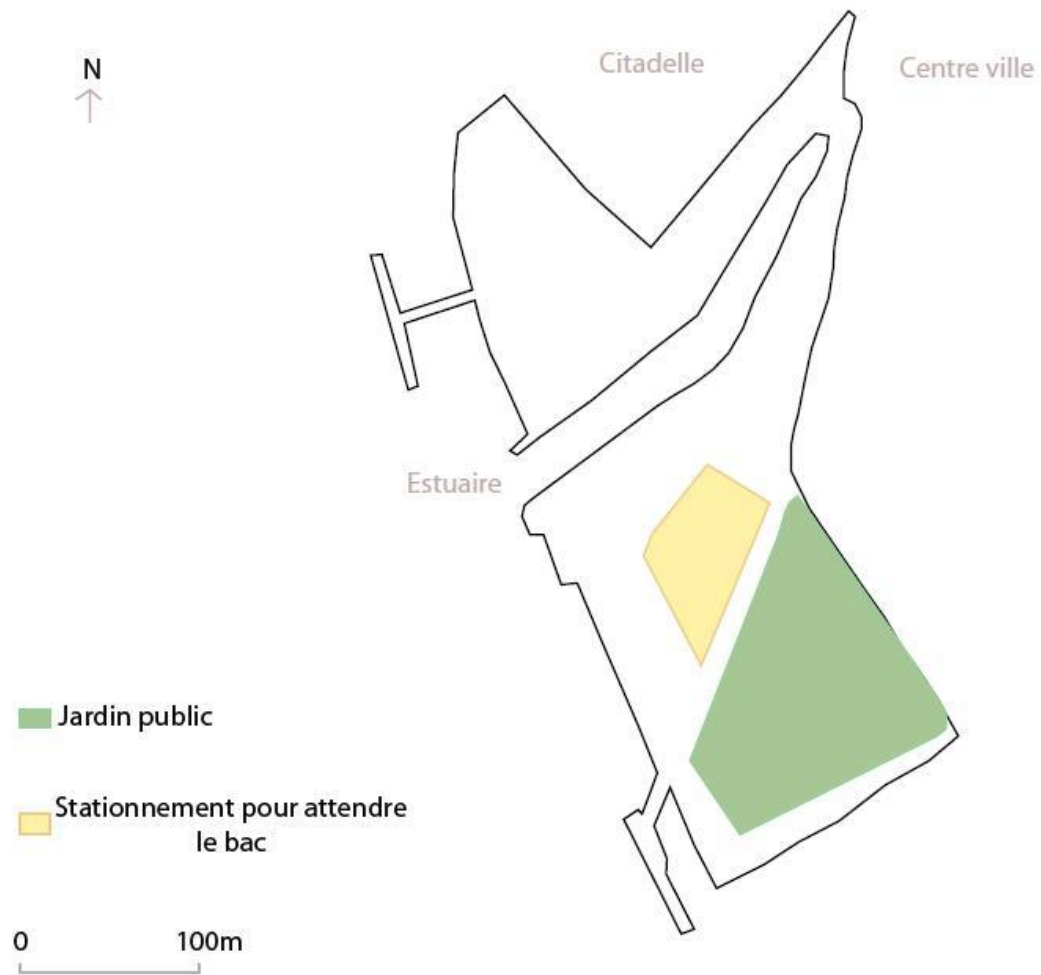 N
Citadelle
Centre ville
Estuaire
Jardin public
Stationnement pour attendre
le bac
0 100m